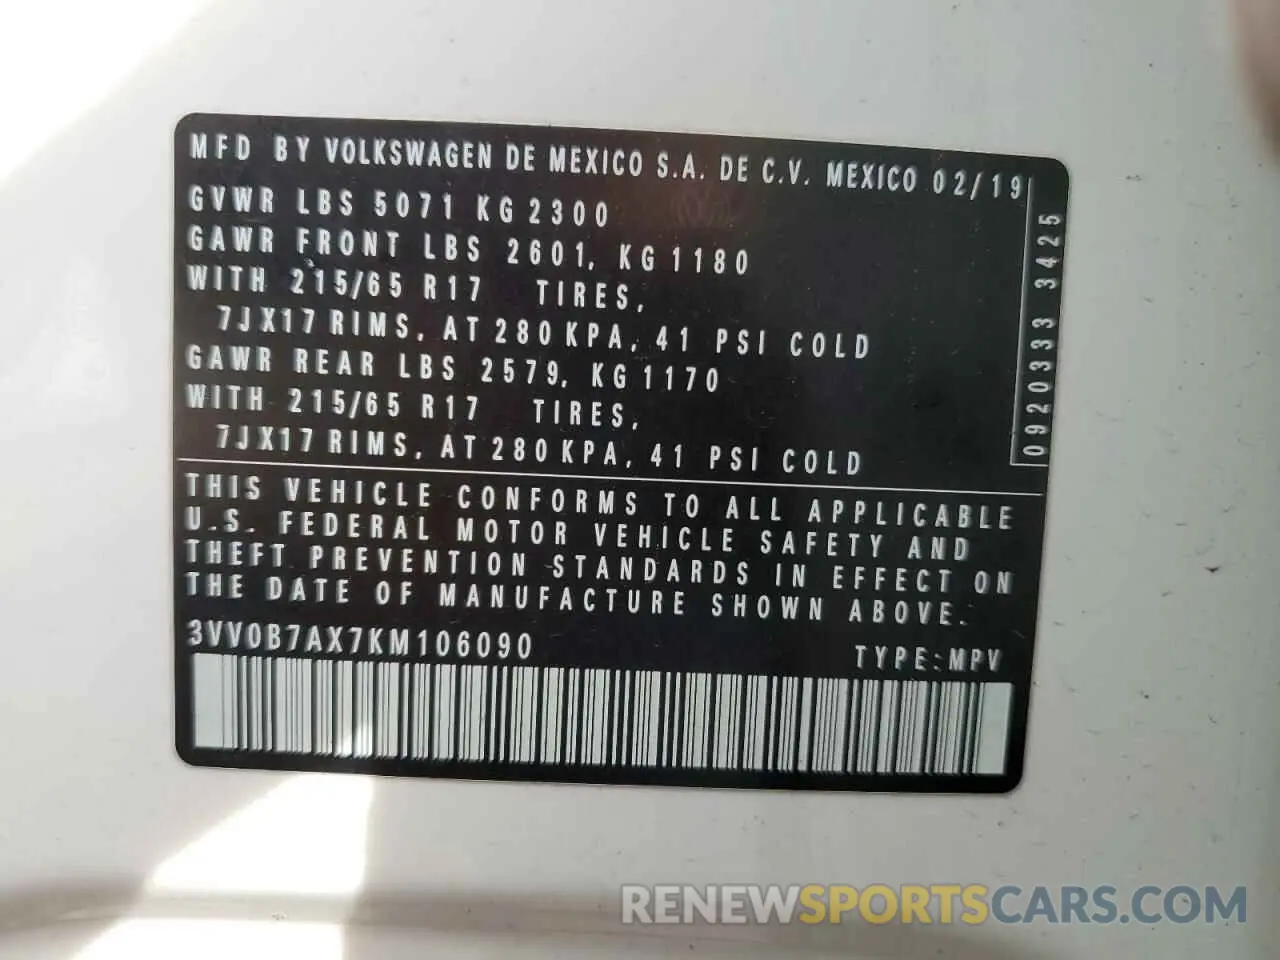 MFD BY VOLKSWAGEN DE MEXICO S.A. DE C.V. MEXICO 02/19
GVWR LBS 5071 KG 2300
GAWR FRONT LBS 2601, KG 1180
WITH 215/65 R17 TIRES,
7JX17 RIMS, AT 280 KPA, 41 PSI COLD
GAWR REAR LBS 2579, KG 1170
WITH 215/65 R17 TIRES,
7JX17 RIMS, AT 280 KPA, 41 PSI COLD
0920333 3425
THIS VEHICLE CONFORMS TO ALL APPLICABLE
U.S. FEDERAL MOTOR VEHICLE SAFETY AND
THEFT PREVENTION STANDARDS IN EFFECT ON
THE DATE OF MANUFACTURE SHOWN ABOVE.
3VV0B7AX7KM106090
TYPE:MPV
RENEWSPORTSCARS.COM